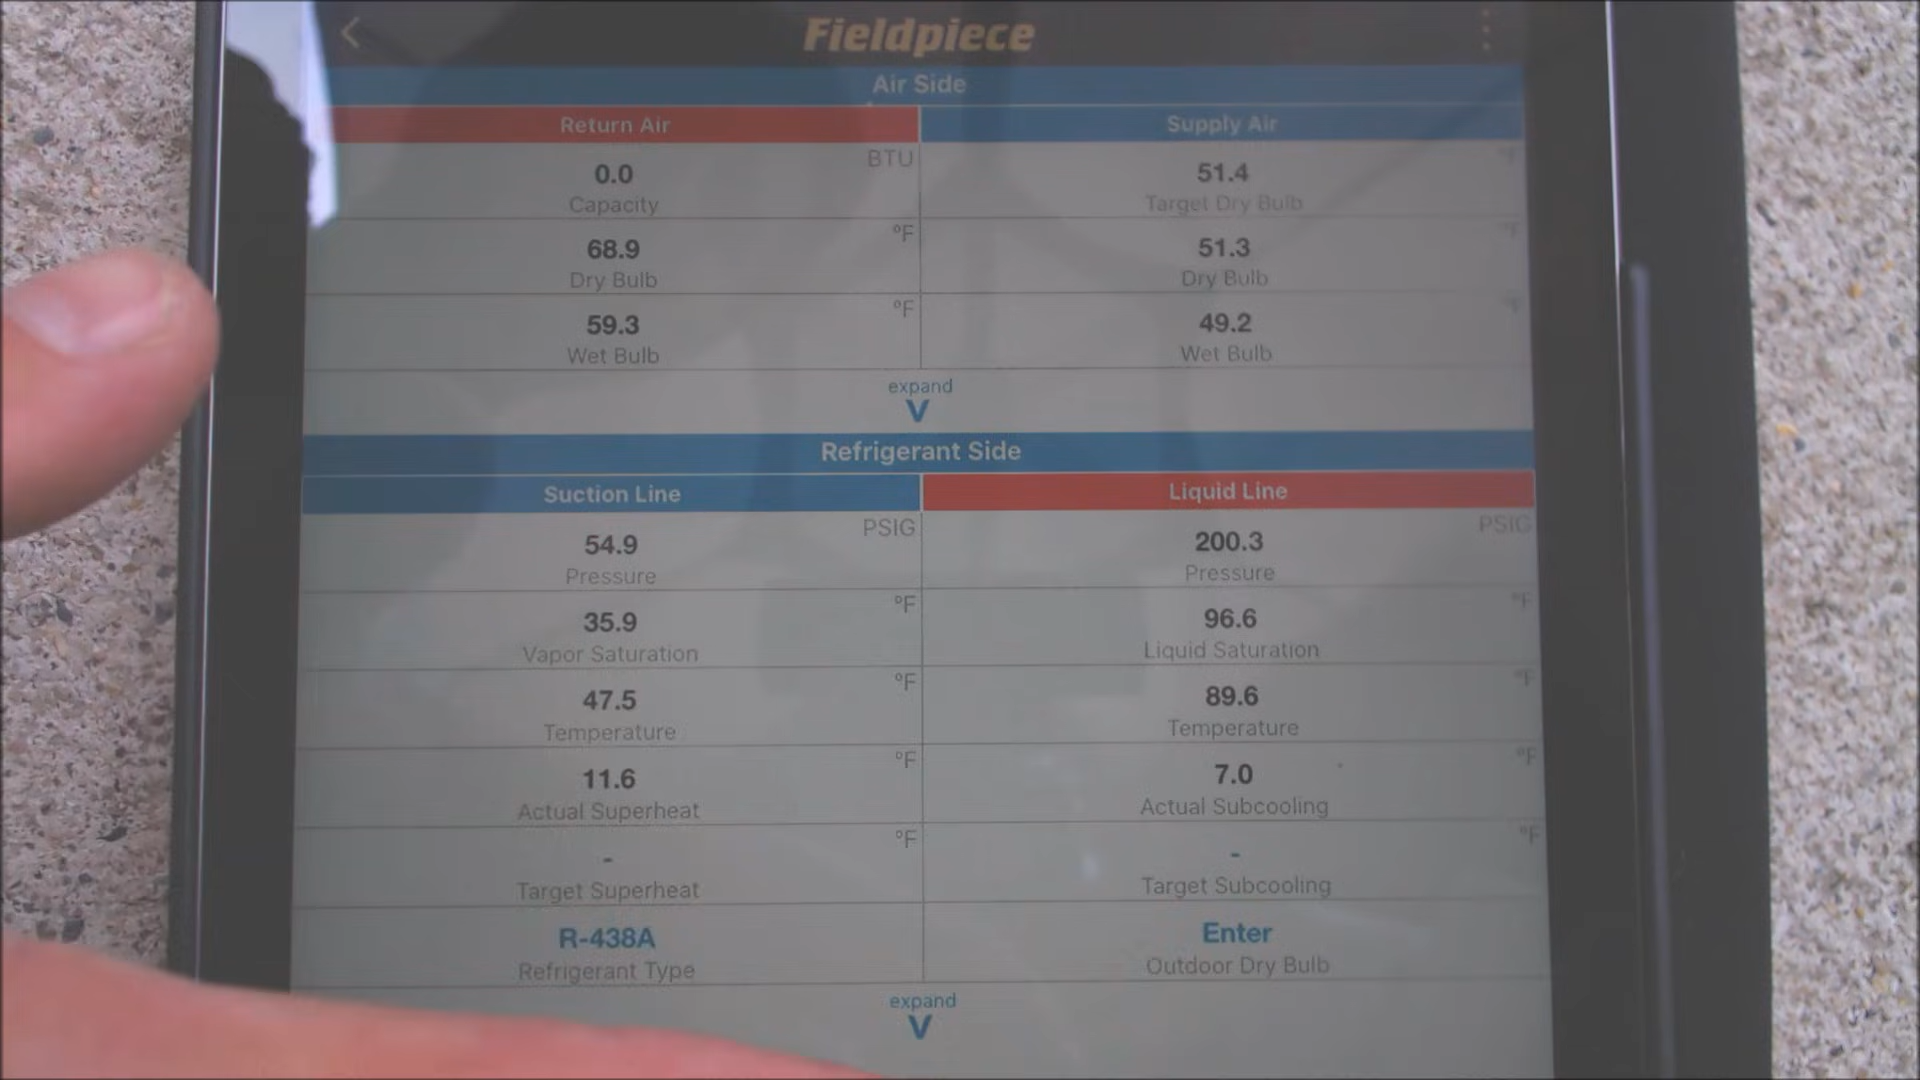 Fieldpiece
Air Side
Return Air
Supply Air
0.0
BTU
Capacity
51.4
°F
Target Dry Bulb
68.9
°F
Dry Bulb
51.3
°F
Dry Bulb
59.3
°F
Wet Bulb
49.2
°F
Wet Bulb
expand
Refrigerant Side
Suction Line
Liquid Line
54.9
PSIG
Pressure
200.3
PSIG
Pressure
35.9
°F
Vapor Saturation
96.6
°F
Liquid Saturation
47.5
°F
Temperature
89.6
°F
Temperature
11.6
°F
Actual Superheat
7.0
°F
Actual Subcooling
-
°F
Target Superheat
-
°F
Target Subcooling
R-438A
Refrigerant Type
Enter
Outdoor Dry Bulb
expand